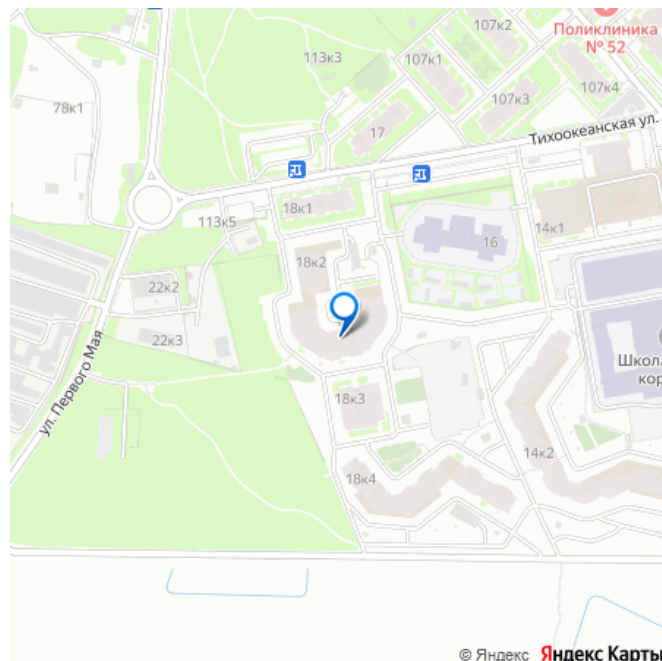 107к2
Поликлиника
№ 52
113к3
107к1
107к4
107к3
78к1
17
Тихоокеанская ул.
18к1
113к5
14к1
16
18к2
22к2
22к3
Школа
кор
ул. Первого Мая
18к3
14к2
18к4
© Яндекс Яндекс Карты